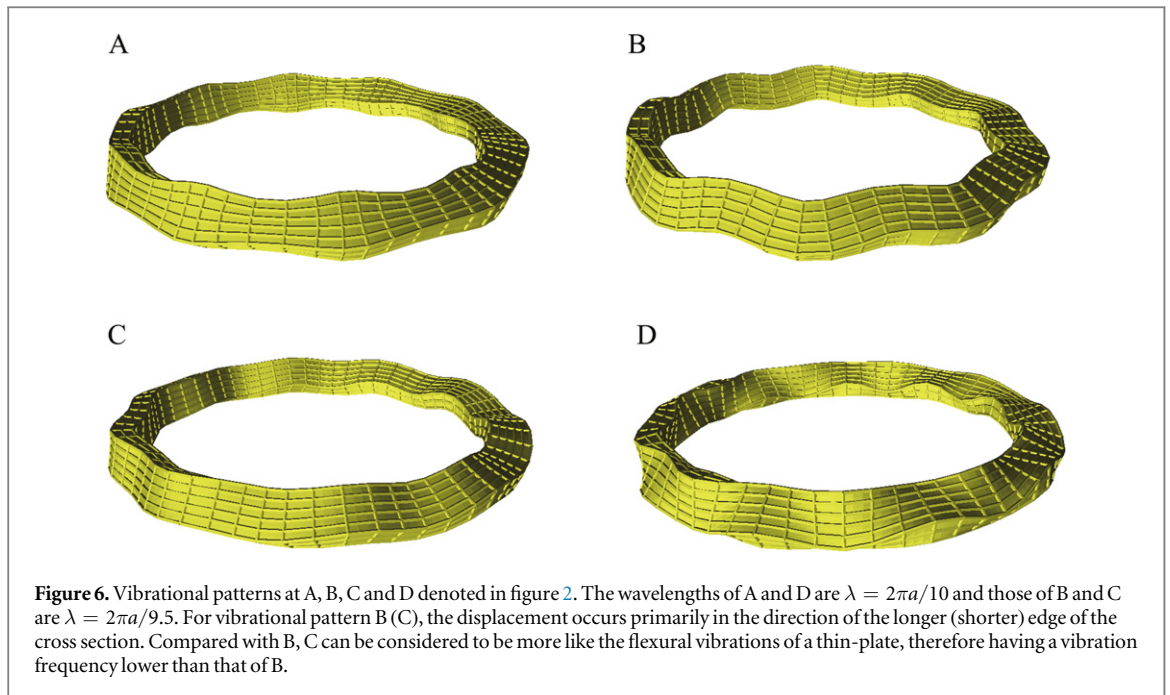 A
B
C
D
Figure 6. Vibrational patterns at A, B, C and D denoted in figure 2. The wavelengths of A and D are λ = 2πa/10 and those of B and C
are λ = 2πa/9.5. For vibrational pattern B (C), the displacement occurs primarily in the direction of the longer (shorter) edge of the
cross section. Compared with B, C can be considered to be more like the flexural vibrations of a thin-plate, therefore having a vibration
frequency lower than that of B.